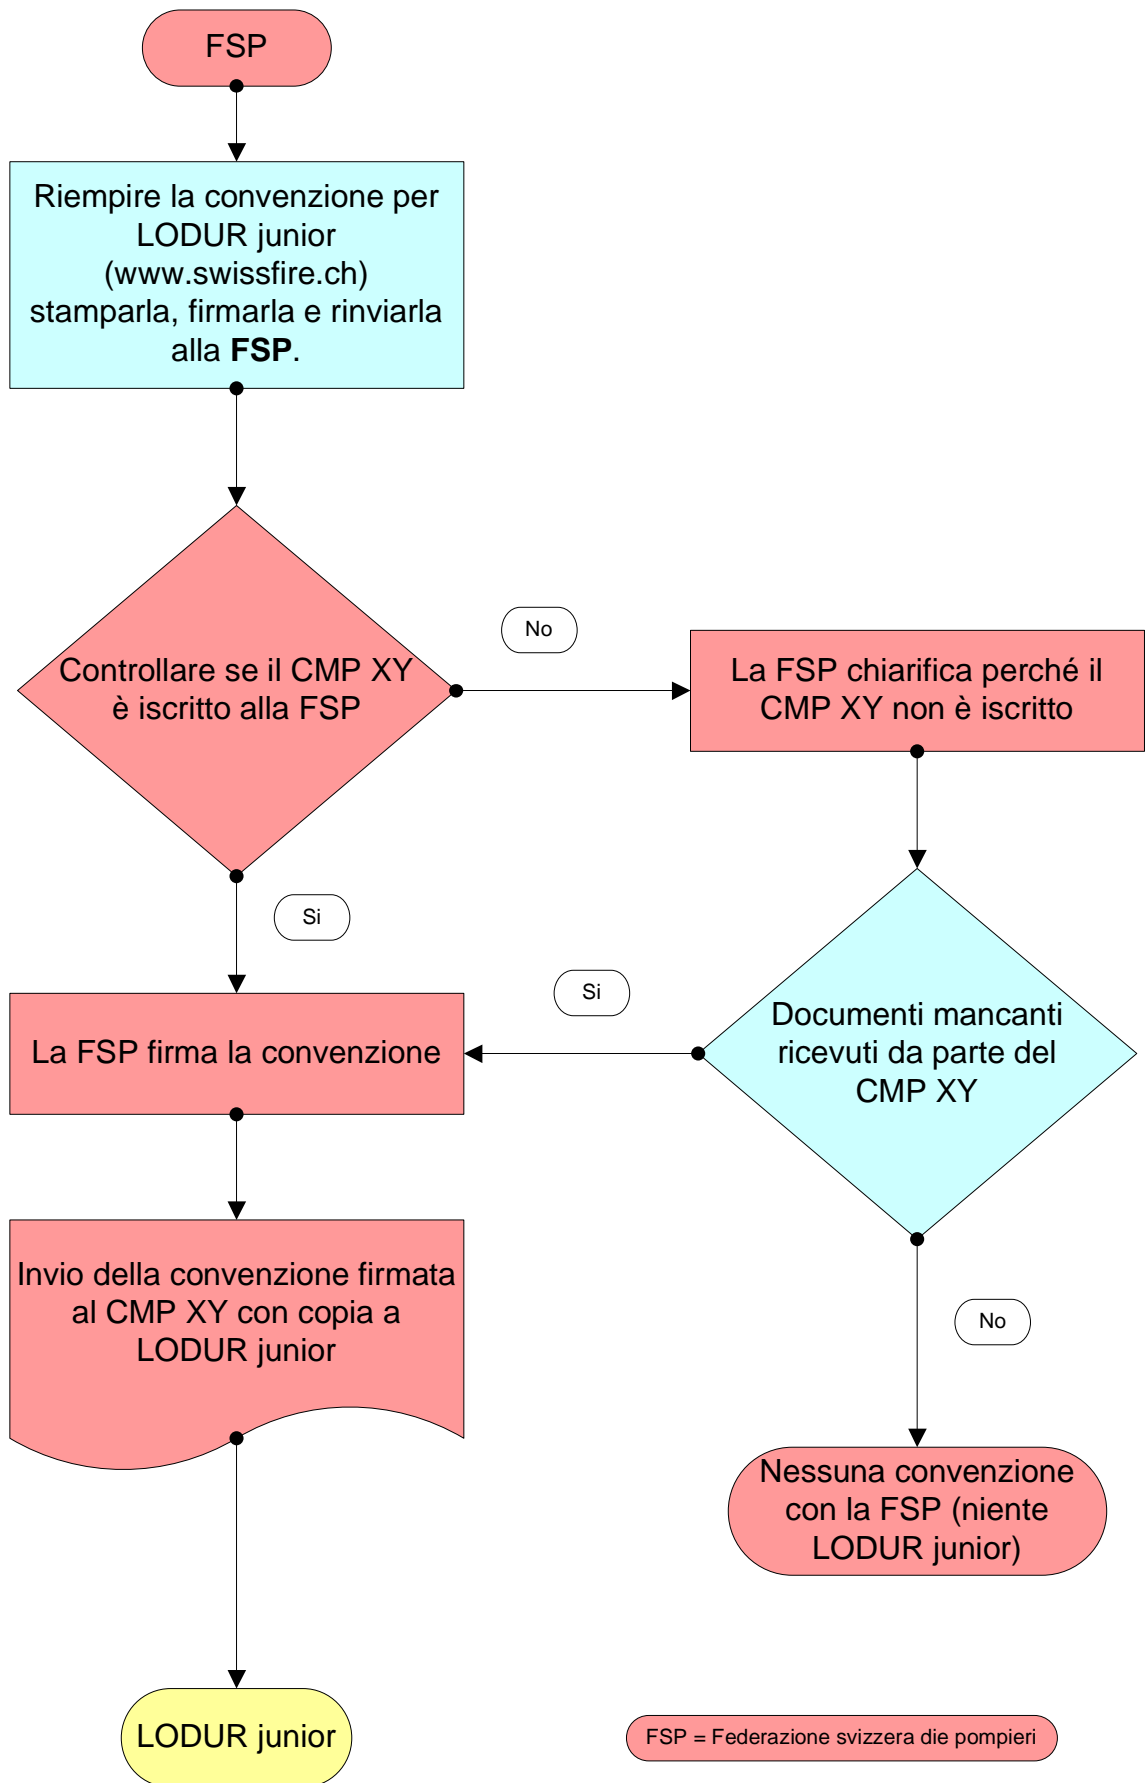 FSP
Riempire la convenzione per
LODUR junior
(www.swissfire.ch)
stamparla, firmarla e rinviarla
alla FSP.
Controllare se il CMP XY
è iscritto alla FSP
No
La FSP chiarifica perché il
CMP XY non è iscritto
Si
La FSP firma la convenzione
Si
Documenti mancanti
ricevuti da parte del
CMP XY
Invio della convenzione firmata
al CMP XY con copia a
LODUR junior
No
Nessuna convenzione
con la FSP (niente
LODUR junior)
LODUR junior
FSP = Federazione svizzera die pompieri